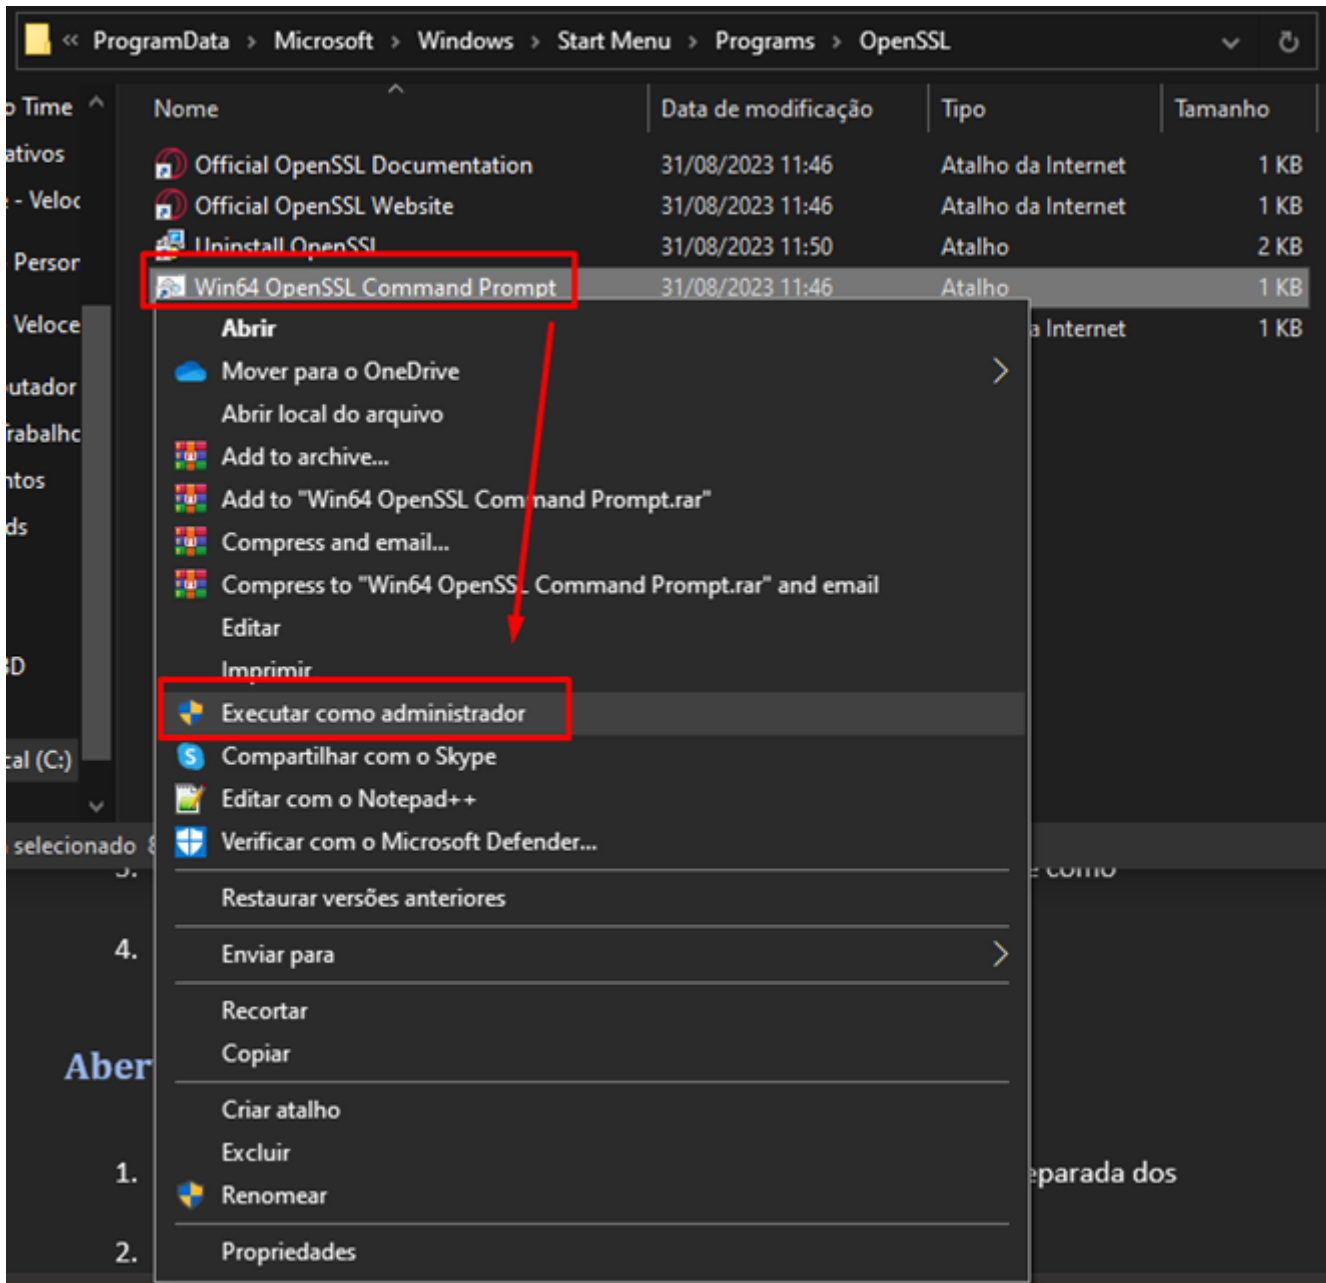 « ProgramData > Microsoft > Windows > Start Menu > Programs > OpenSSL
Nome Data de modificação Tipo Tamanho
Official OpenSSL Documentation 31/08/2023 11:46 Atalho da Internet 1 KB
Official OpenSSL Website 31/08/2023 11:46 Atalho da Internet 1 KB
Uninstall OpenSSL 31/08/2023 11:50 Atalho 2 KB
Win64 OpenSSL Command Prompt 31/08/2023 11:46 Atalho 1 KB
a Internet 1 KB
o Time
ativos
- Veloc
Person
Veloce
utador
rabalho
ntos
ds
3D
cal (C:)
selecionado
Abrir
Mover para o OneDrive
Abrir local do arquivo
Add to archive...
Add to "Win64 OpenSSL Command Prompt.rar"
Compress and email...
Compress to "Win64 OpenSSL Command Prompt.rar" and email
Editar
Imprimir
Executar como administrador
Compartilhar com o Skype
Editar com o Notepad++
Verificar com o Microsoft Defender...
Restaurar versões anteriores
Enviar para
Recortar
Copiar
Criar atalho
Excluir
Renomear
Propriedades
3. e como
4.
Aber
1. eparada dos
2.